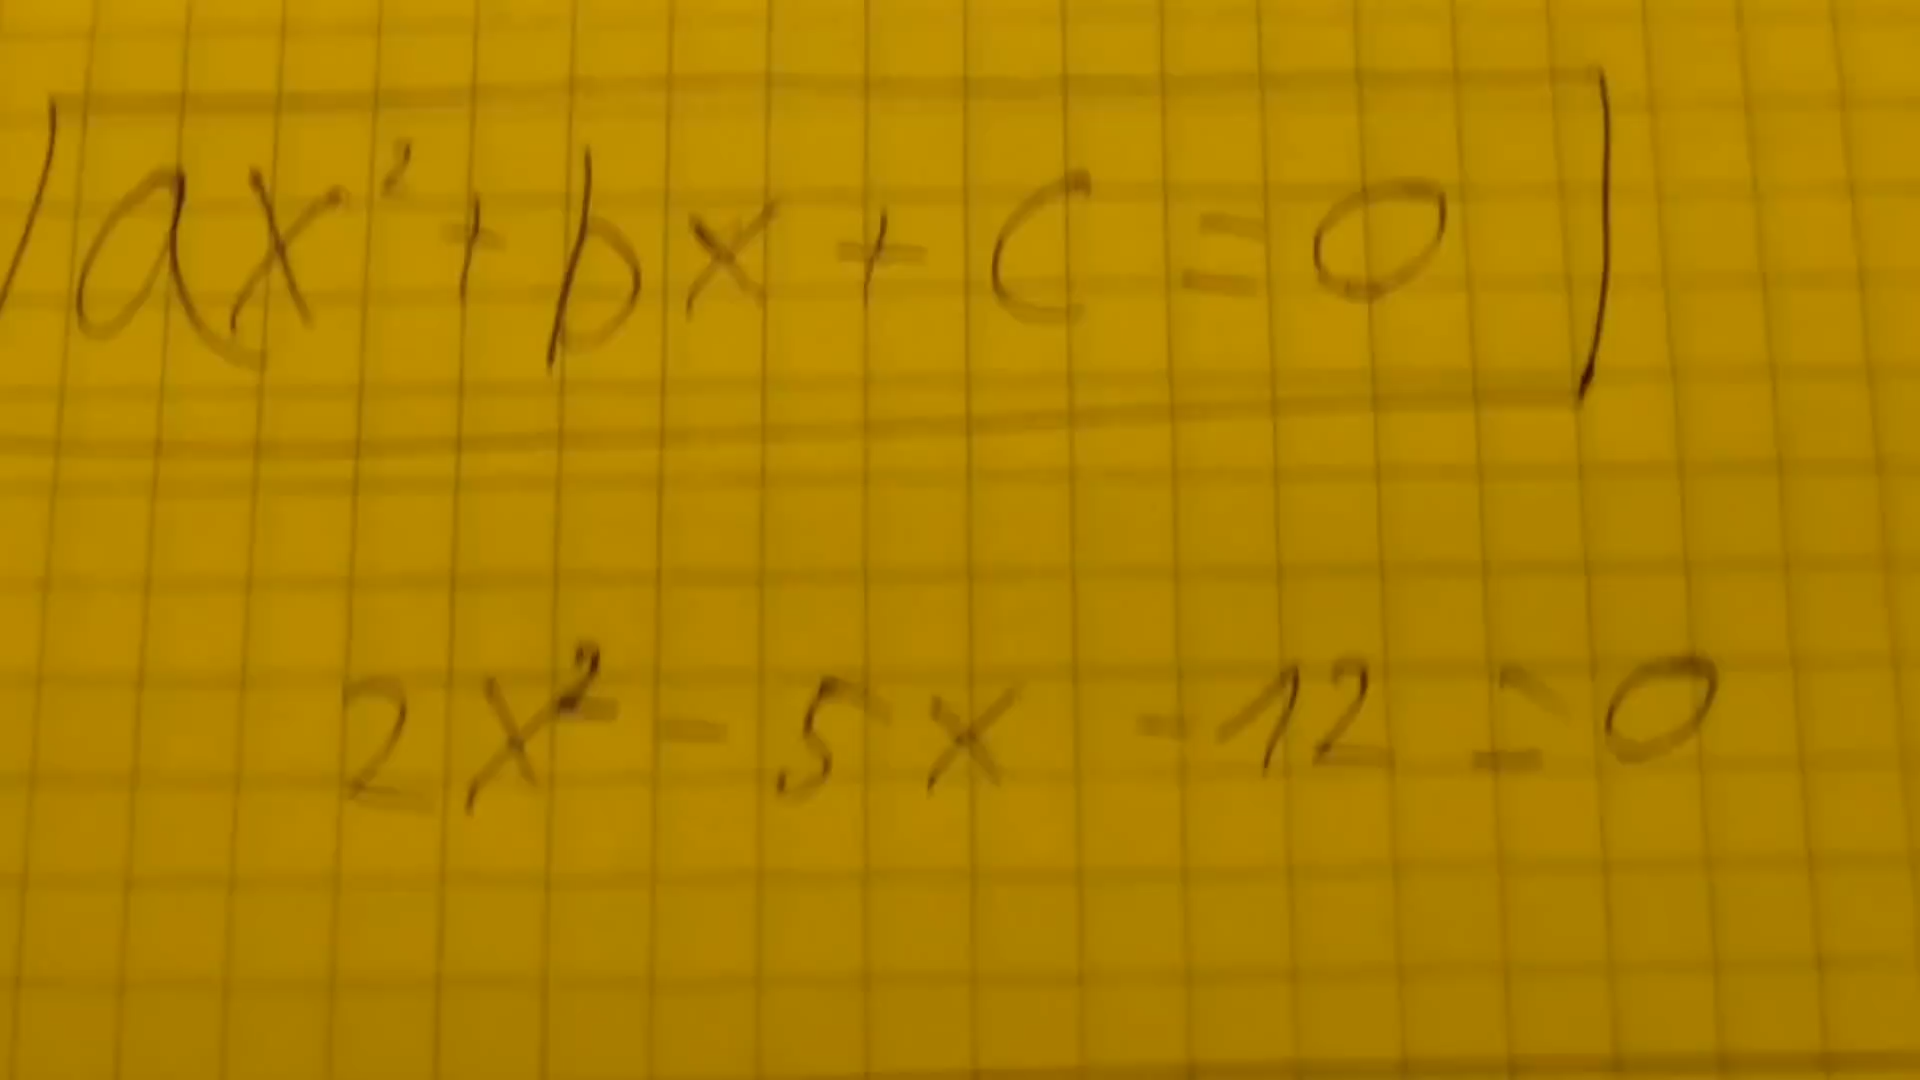 ax² + bx + c = 0
2x² - 5x - 12 = 0